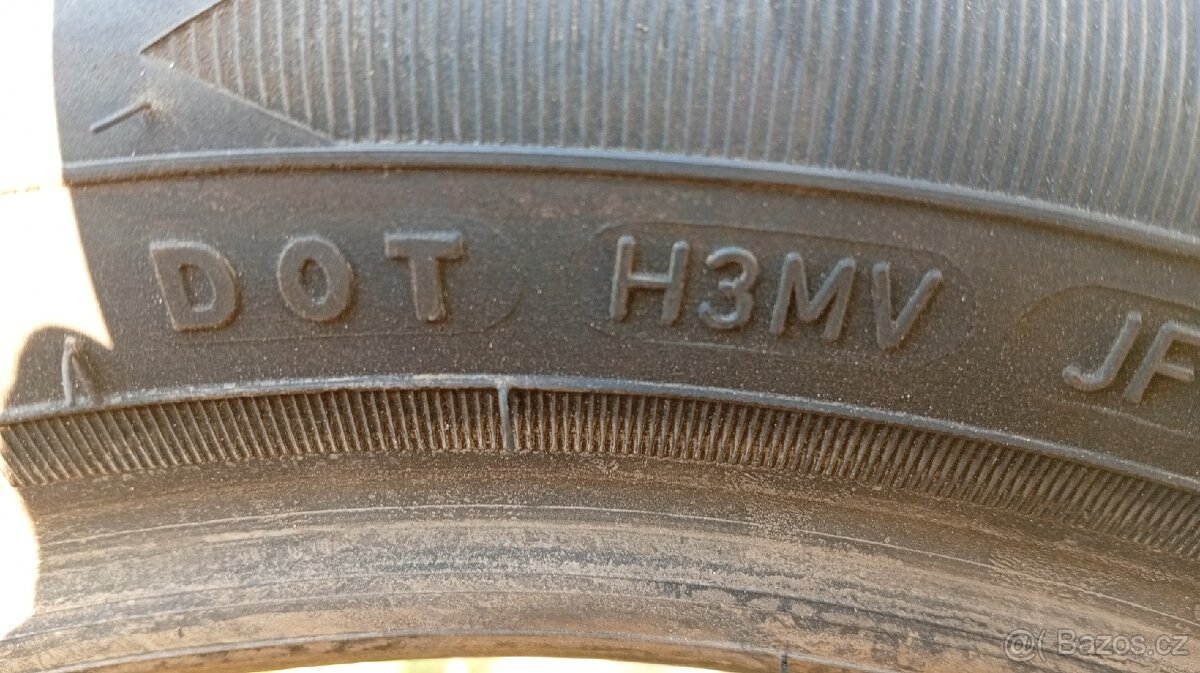 DOT H3MV JF
@( Bazos.cz